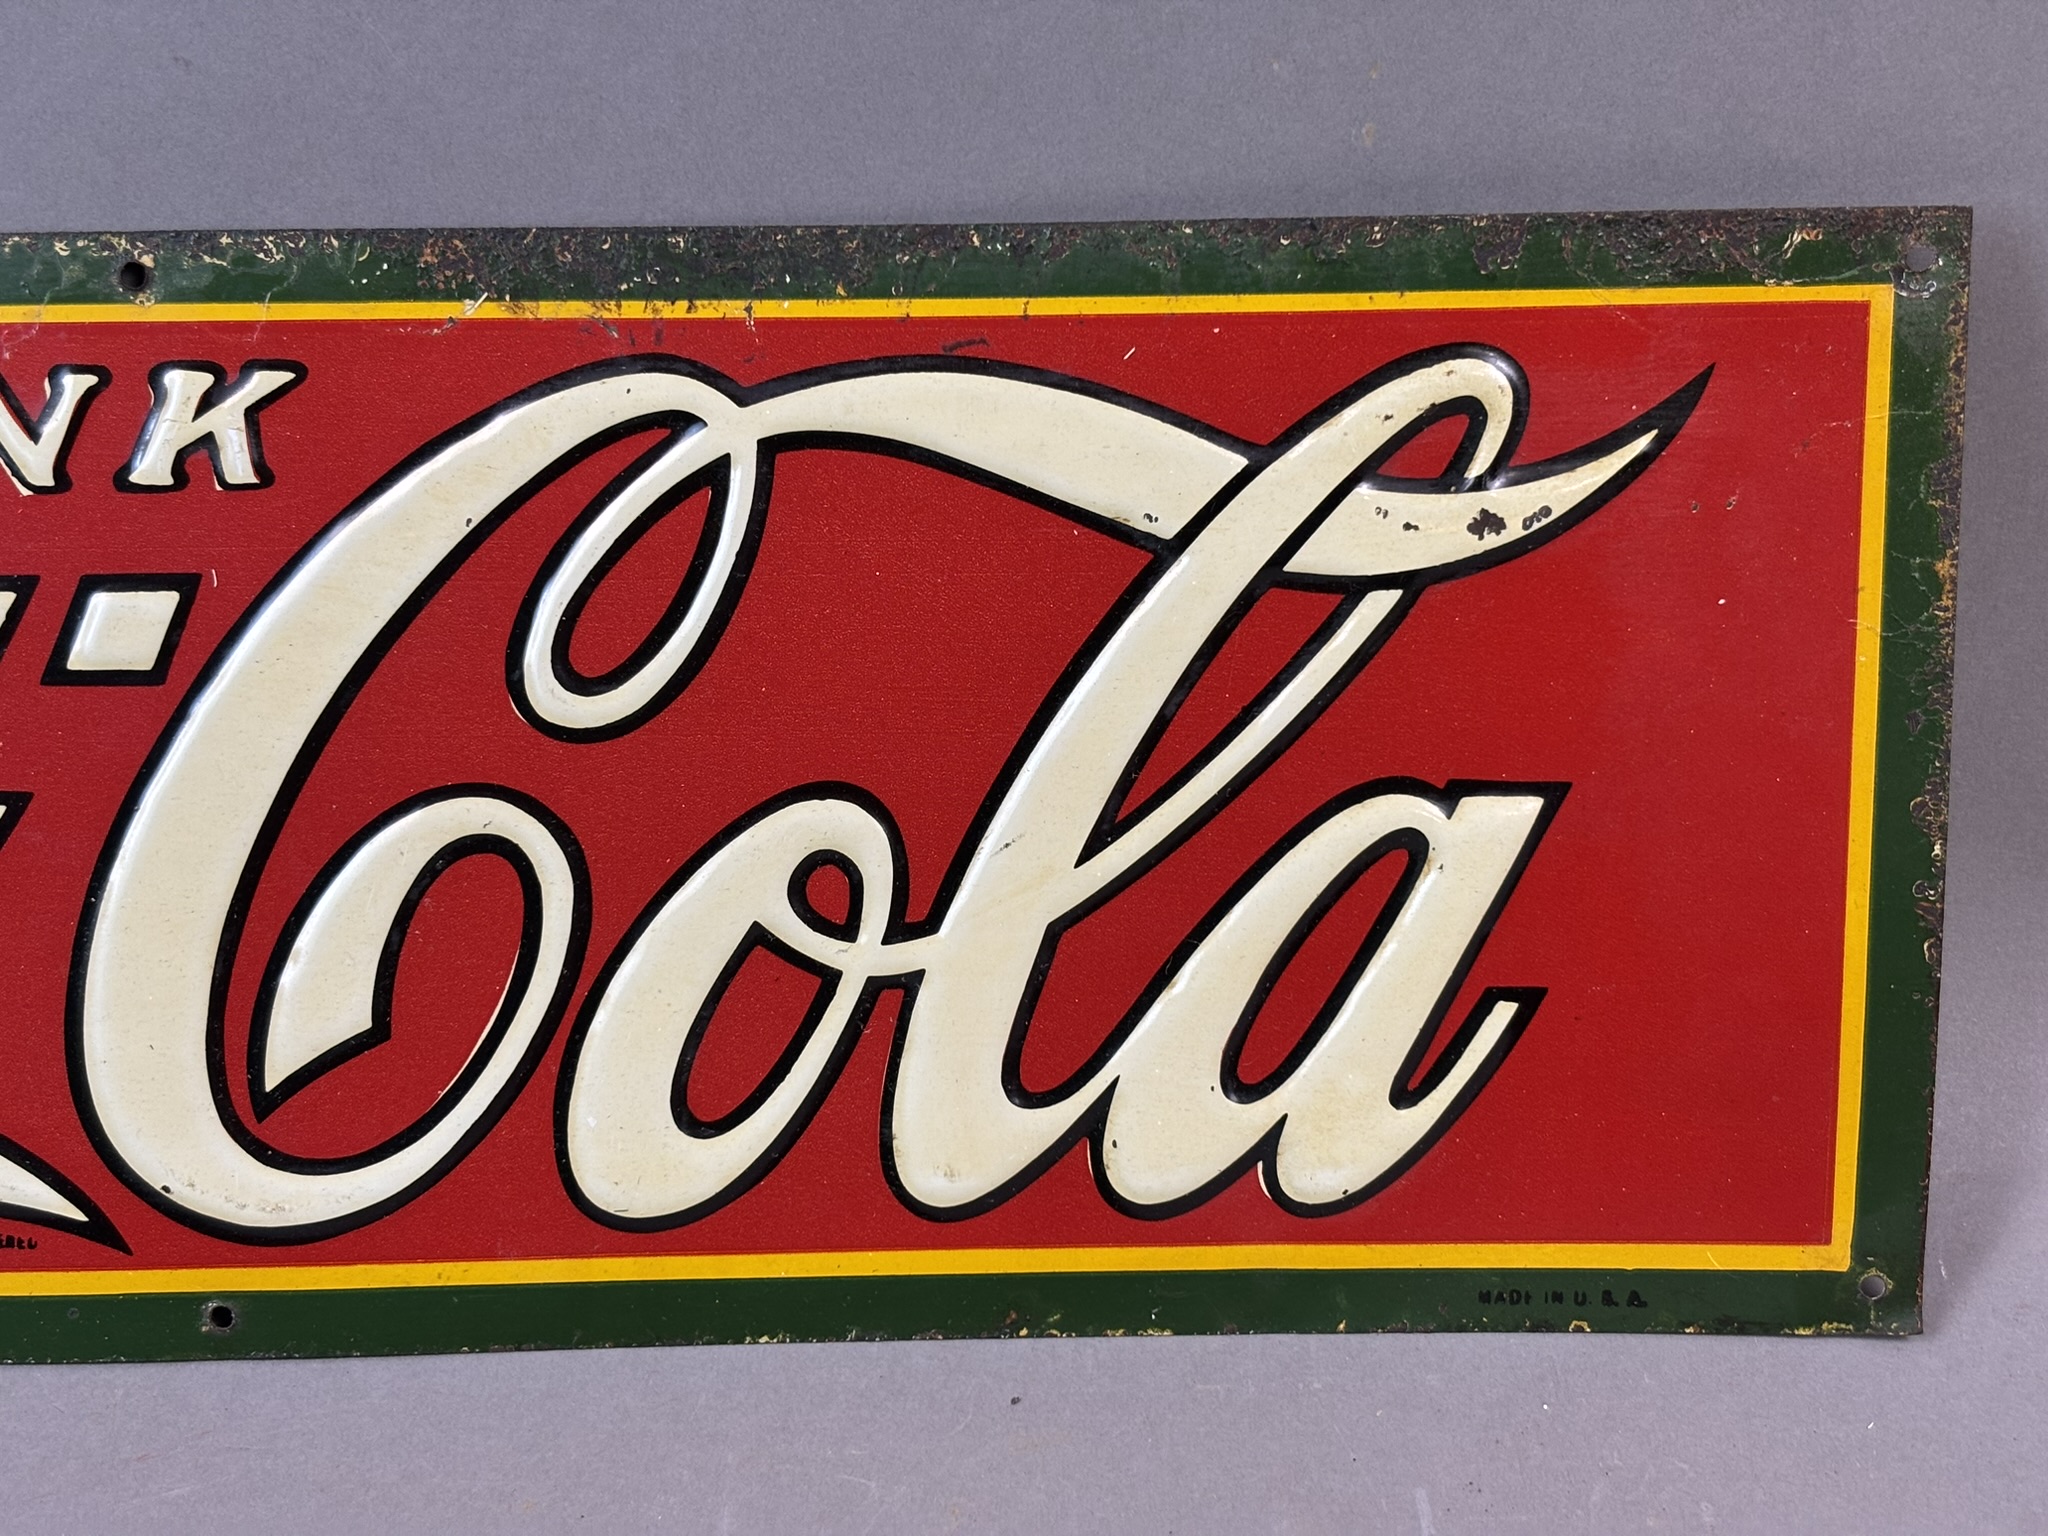 NK
-Cola
MADE IN U. S. A.